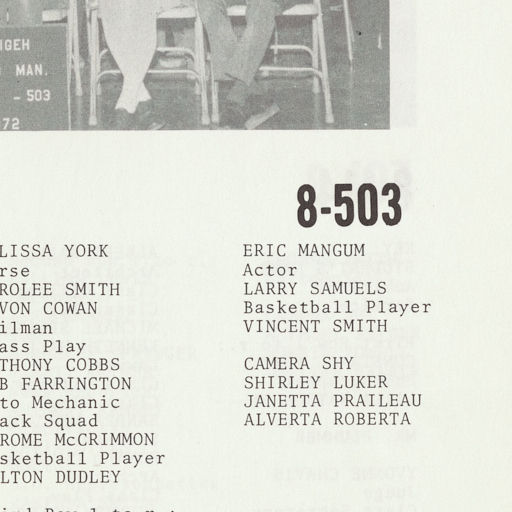 NGEH
MAN.
- 503
72
8-503
LISSA YORK
rse
ROLEE SMITH
VON COWAN
ilman
ass Play
THONY COBBS
B FARRINGTON
to Mechanic
ack Squad
ROME McCRIMMON
sketball Player
LTON DUDLEY
ERIC MANGUM
Actor
LARRY SAMUELS
Basketball Player
VINCENT SMITH
CAMERA SHY
SHIRLEY LUKER
JANETTA PRAILEAU
ALVERTA ROBERTA